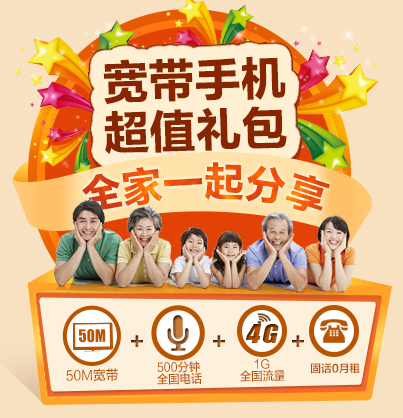 宽带手机
超值礼包
全家一起分享
50M
4G
+
+
+
50M宽带
500分钟
全国电话
1G
全国流量
固话0月租